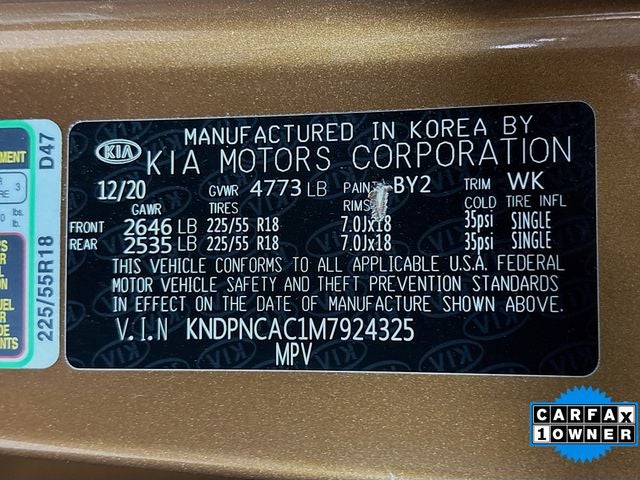 MANUFACTURED IN KOREA BY
KIA KIA MOTORS CORPORATION
12/20 GVWR 4773 LB PAINT BY2 TRIM WK
GAWR TIRES RIMS COLD TIRE INFL
FRONT 2646 LB 225/55 R18 7.0Jx18 35psi SINGLE
REAR 2535 LB 225/55 R18 7.0Jx18 35psi SINGLE
THIS VEHICLE CONFORMS TO ALL APPLICABLE U.S.A. FEDERAL
MOTOR VEHICLE SAFETY AND THEFT PREVENTION STANDARDS
IN EFFECT ON THE DATE OF MANUFACTURE SHOWN ABOVE.
V.I.N KNDPNCAC1M7924325
MPV
225/55R18 D47
3
lbs.
CARFAX
1 OWNER